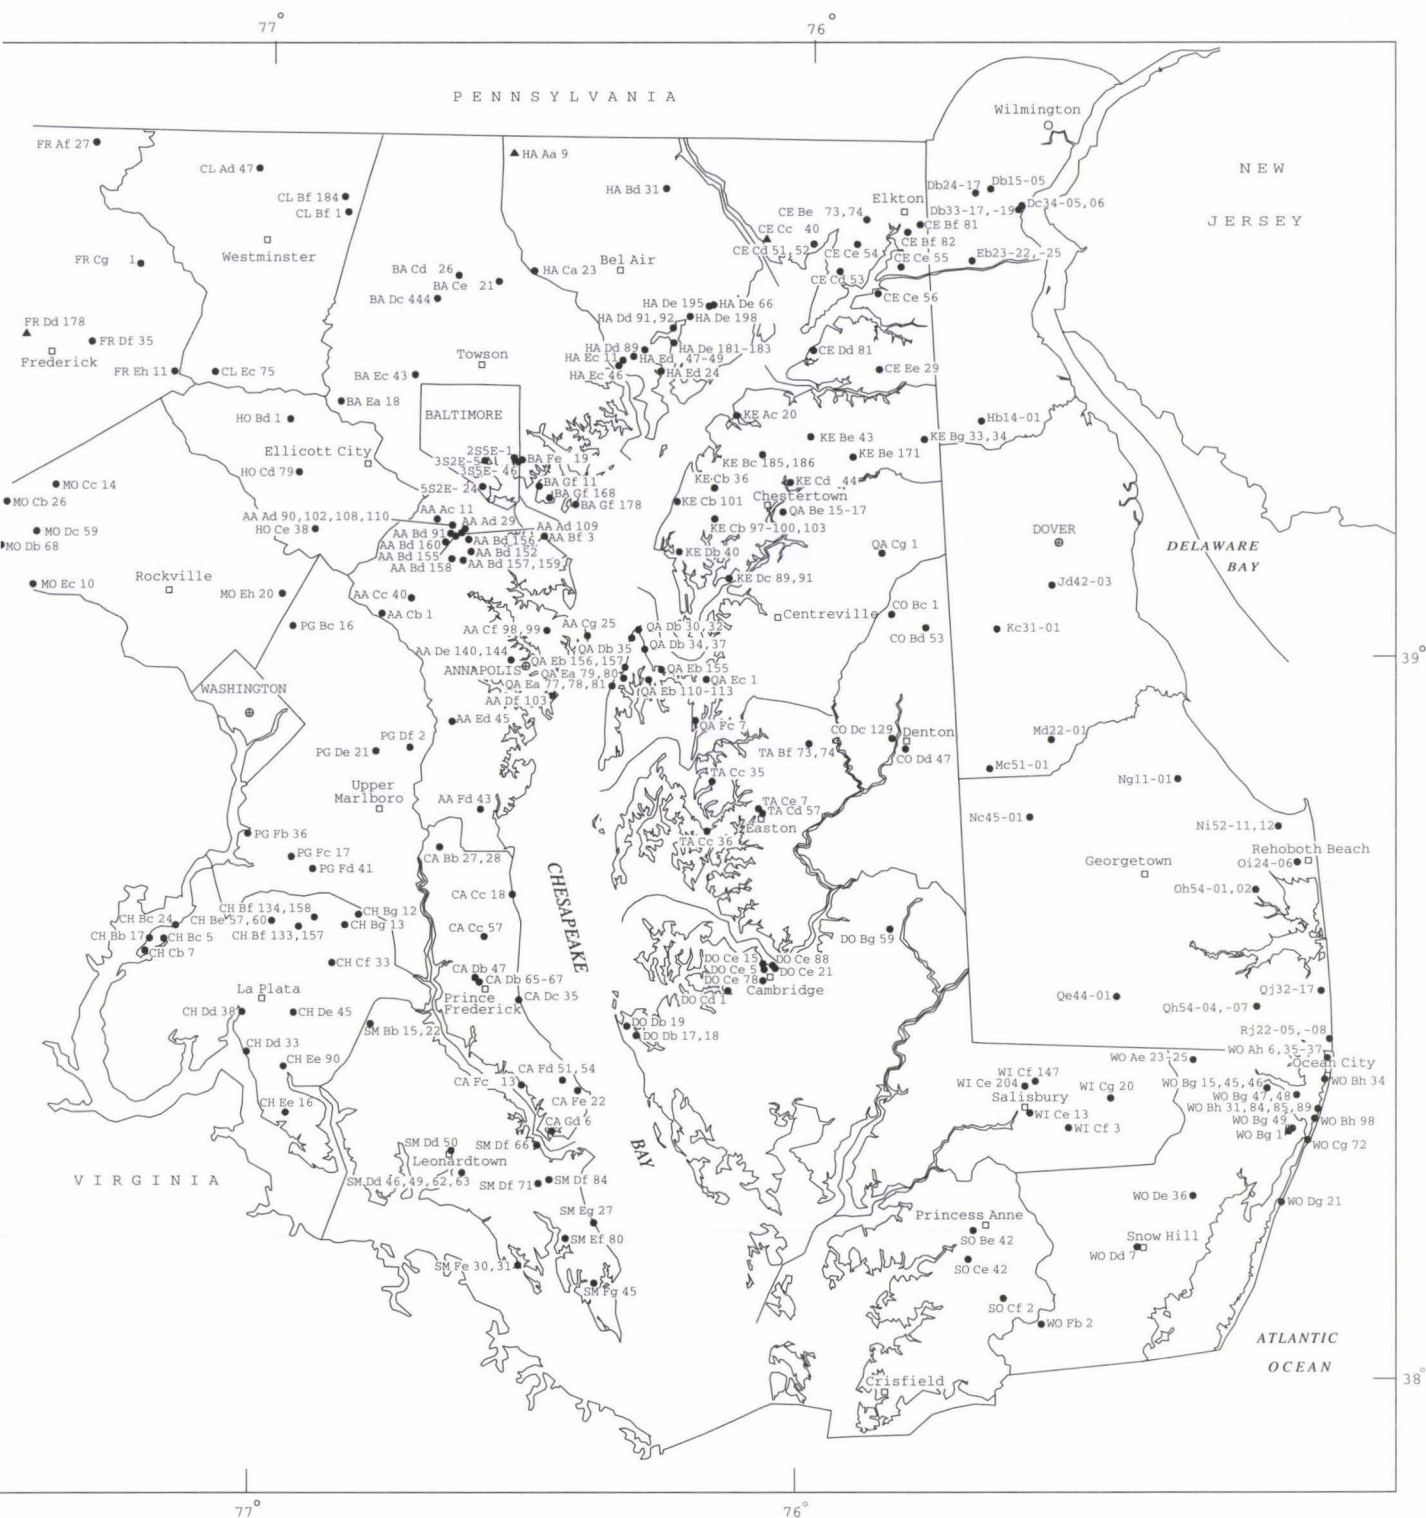 77°
76°
PENNSYLVANIA
Wilmington
NEW
JERSEY
FR Af 27
HA Aa 9
CL Ad 47
CL Bf 184
CL Bf 1
HA Bd 31
Db24-17
Db15-05
Elkton
Db33-17,-19
Dc34-05,06
CE Be 73,74
CE Bf 81
CE Cc 40
CE Bf 82
CE Cd 51,52
CE Ce 54
CE Ce 55
Eb23-22,-25
CE Cd 53
CE Ce 56
Westminster
FR Cg 1
BA Cd 26
BA Ce 21
HA Ca 23
Bel Air
BA Dc 444
HA De 195
HA De 66
HA Dd 91,92
HA De 198
FR Dd 178
FR Df 35
Frederick
Towson
HA Dd 89
HA De 181-183
HA Ec 11
HA Ed 47-49
HA Ec 46
HA Ed 24
CE Dd 81
CE Ee 29
FR Eh 11
CL Ec 75
BA Ec 43
BA Ea 18
BALTIMORE
HO Bd 1
Ellicott City
HO Cd 79
KE Ac 20
Hb14-01
KE Be 43
KE Bg 33,34
KE Bc 185,186
KE Be 171
2S5E-1
BA Fe 19
3S5E-46
5S2E-24
BA Gf 11
BA Gf 168
BA Gf 178
KE Cb 36
KE Cd 44
KE Cb 101
Chestertown
QA Be 15-17
KE Cb 97-100,103
MO Cc 14
MO Cb 26
MO Dc 59
MO Db 68
AA Ac 11
AA Ad 90,102,108,110
AA Ad 29
AA Ad 109
HO Ce 38
AA Bd 91
AA Bf 3
AA Bd 160
AA Bd 156
AA Bd 155
AA Bd 152
AA Bd 158
AA Bd 157,159
DOVER
DELAWARE
BAY
KE Db 40
QA Cg 1
KE Dc 89,91
Jd42-03
MO Ec 10
Rockville
MO Eh 20
PG Bc 16
AA Cc 40
AA Cb 1
Centreville
CO Bc 1
CO Bd 53
Kc31-01
AA Cf 98,99
AA Cg 25
QA Db 30,32
QA Db 35
QA Db 34,37
39°
AA De 140,144
ANNAPOLIS
QA Eb 156,157
QA Eb 155
QA Ea 79,80
QA Ea 77,78,81
QA Ec 1
QA Eb 110-113
AA Df 103
WASHINGTON
AA Ed 45
QA Fc 7
PG Df 2
PG De 21
TA Bf 73,74
CO Dc 129
Denton
CO Dd 47
Md22-01
Mc51-01
Ng11-01
Upper
Marlboro
AA Fd 43
TA Cc 35
TA Ce 7
TA Cd 57
Easton
TA Cc 36
Nc45-01
Ni52-11,12
Rehoboth Beach
Oi24-06
PG Fb 36
PG Fc 17
PG Fd 41
CA Bb 27,28
Georgetown
Oh54-01,02
CHESAPEAKE
CA Cc 18
CH Bf 134,158
CH Bg 12
CH Bc 24
CH Be 57,60
CH Bg 13
CH Bb 17
CH Bc 5
CH Bf 133,157
CH Cb 7
CH Cf 33
CA Cc 57
DO Bg 59
CA Db 47
CA Db 65-67
Prince
Frederick
CA Dc 35
DO Ce 15
DO Ce 88
DO Ce 5
DO Ce 21
DO Ce 78
Cambridge
DO Cd 1
La Plata
CH Dd 38
CH De 45
SM Bb 15,22
DO Db 19
DO Db 17,18
Qe44-01
Qj32-17
Qh54-04,-07
Rj22-05,-08
CH Dd 33
CH Ee 90
CH Ee 16
CA Fd 51,54
CA Fc 13
CA Fe 22
CA Gd 6
WO Ae 23-25
WO Ah 6,35-37
Ocean City
WI Cf 147
WI Ce 204
WI Cg 20
WO Bg 15,45,46
WO Bh 34
Salisbury
WO Bg 47,48
WI Ce 13
WO Bh 31,84,85,89
WI Cf 3
WO Bg 49
WO Bh 98
WO Bg 1
WO Cg 72
BAY
SM Dd 50
Leonardtown
SM Df 66
SM Dd 46,49,62,63
SM Df 71
SM Df 84
VIRGINIA
SM Eg 27
SM Ef 80
SM Fe 30,31
SM Fg 45
WO De 36
WO Dg 21
Princess Anne
SO Be 42
SO Ce 42
Snow Hill
WO Dd 7
SO Cf 2
WO Fb 2
ATLANTIC
OCEAN
Crisfield
38°
77°
76°